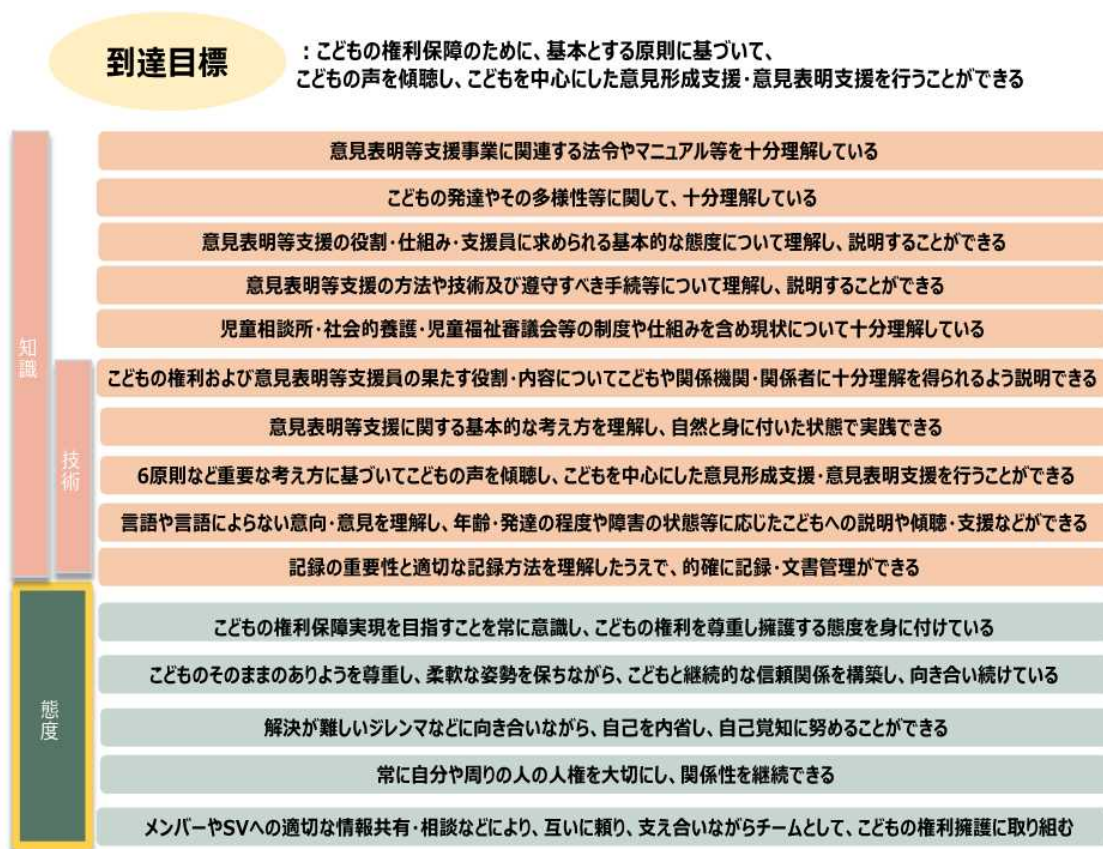 到達目標
：こどもの権利保障のために、基本とする原則に基づいて、
こどもの声を傾聴し、こどもを中心にした意見形成支援・意見表明支援を行うことができる
知識
技術
意見表明等支援事業に関連する法令やマニュアル等を十分理解している
こどもの発達やその多様性等に関して、十分理解している
意見表明等支援の役割・仕組み・支援員に求められる基本的な態度について理解し、説明することができる
意見表明等支援の方法や技術及び遵守すべき手続等について理解し、説明することができる
児童相談所・社会的養護・児童福祉審議会等の制度や仕組みを含め現状について十分理解している
こどもの権利および意見表明等支援員の果たす役割・内容についてこどもや関係機関・関係者に十分理解を得られるよう説明できる
意見表明等支援に関する基本的な考え方を理解し、自然と身に付いた状態で実践できる
6原則など重要な考え方に基づいてこどもの声を傾聴し、こどもを中心にした意見形成支援・意見表明支援を行うことができる
言語や言語によらない意向・意見を理解し、年齢・発達の程度や障害の状態等に応じたこどもへの説明や傾聴・支援などができる
記録の重要性と適切な記録方法を理解したうえで、的確に記録・文書管理ができる
態度
こどもの権利保障実現を目指すことを常に意識し、こどもの権利を尊重し擁護する態度を身に付けている
こどものそのままのありようを尊重し、柔軟な姿勢を保ちながら、こどもと継続的な信頼関係を構築し、向き合い続けている
解決が難しいジレンマなどに向き合いながら、自己を内省し、自己覚知に努めることができる
常に自分や周りの人の人権を大切にし、関係性を継続できる
メンバーやSVへの適切な情報共有・相談などにより、互いに頼り、支え合いながらチームとして、こどもの権利擁護に取り組む